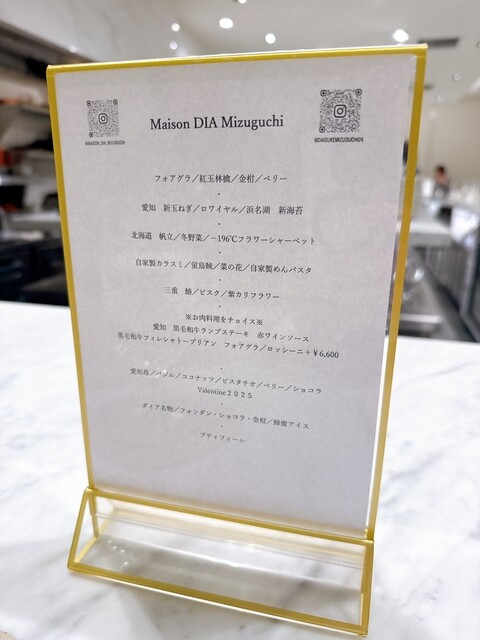 Maison DIA Mizuguchi
@MAISON_DIA_MIZUGUCHI
@DAISUKEMIZUGUCHI24
フォアグラ／紅玉林檎／金柑／ベリー
・
愛知　新玉ねぎ／ロワイヤル／浜名湖　新海苔
・
北海道　帆立／冬野菜／−196℃フラワーシャーベット
・
自家製カラスミ／蛍烏賊／菜の花／自家製めんパスタ
・
三重　鰆／ビスク／紫カリフラワー
・
※お肉料理をチョイス※
愛知　黒毛和牛ランプステーキ　赤ワインソース
黒毛和牛フィレシャトーブリアン　フォアグラ／ロッシーニ＋￥6,600
・
愛知苺／バジル／ココナッツ／ピスタチオ／ベリー／ショコラ
Valentine２０２５
・
ダイア名物／フォンダン・ショコラ・金柑／蜂蜜アイス
・
プティフィール